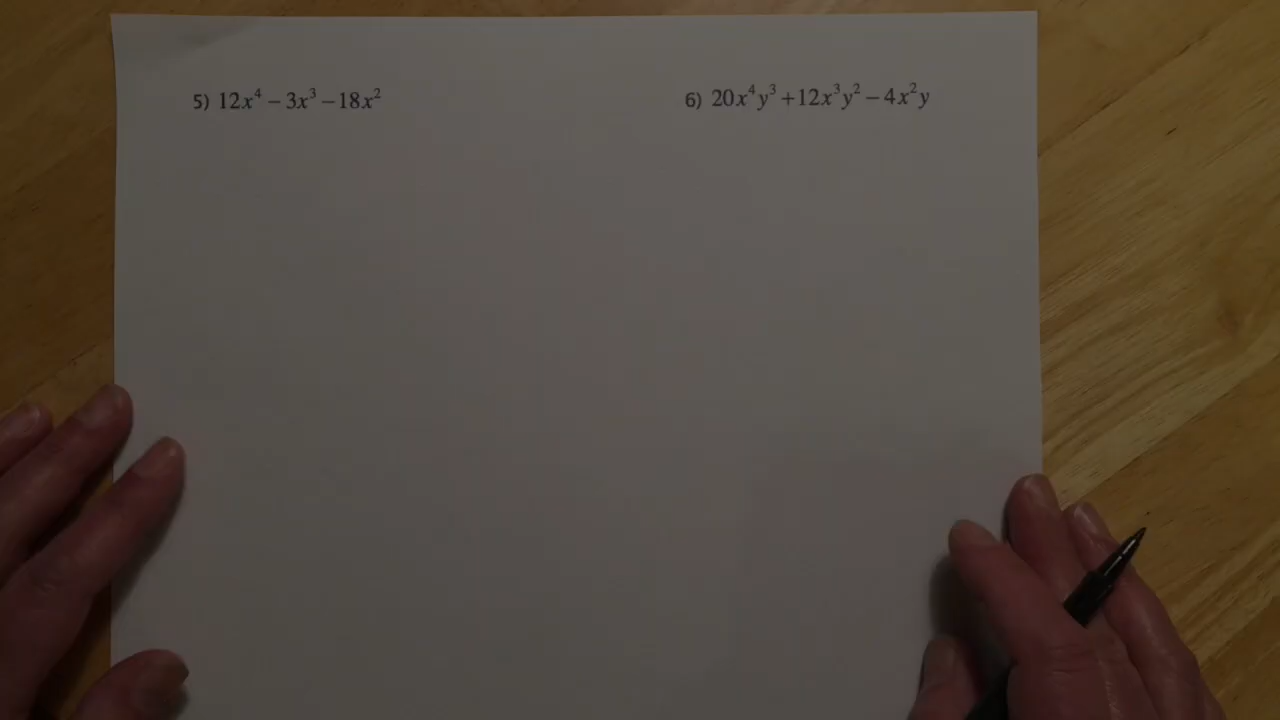 5) 12x⁴ − 3x³ − 18x²
6) 20x⁴y³ + 12x³y² − 4x²y